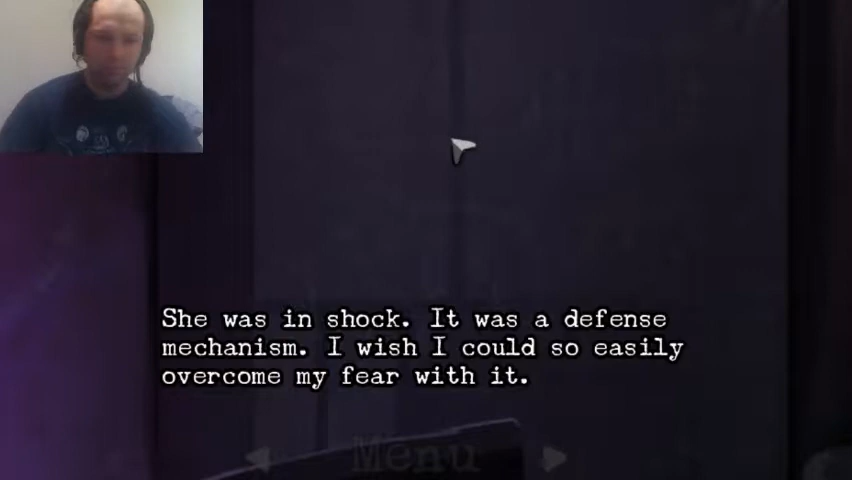 She was in shock. It was a defense
mechanism. I wish I could so easily
overcome my fear with it.
Menu